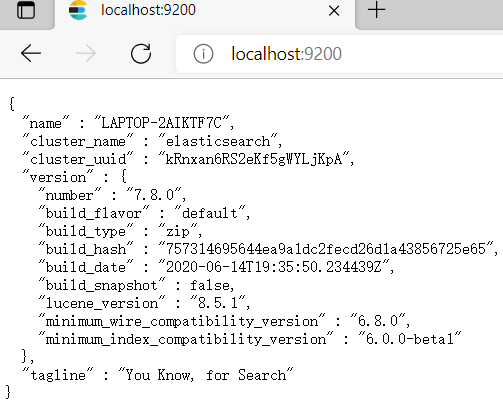 localhost:9200
localhost:9200
{
  "name" : "LAPTOP-2AIKTF7C",
  "cluster_name" : "elasticsearch",
  "cluster_uuid" : "kRnxan6RS2eKf5gWYLjKpA",
  "version" : {
    "number" : "7.8.0",
    "build_flavor" : "default",
    "build_type" : "zip",
    "build_hash" : "757314695644ea9a1dc2fecd26d1a43856725e65",
    "build_date" : "2020-06-14T19:35:50.234439Z",
    "build_snapshot" : false,
    "lucene_version" : "8.5.1",
    "minimum_wire_compatibility_version" : "6.8.0",
    "minimum_index_compatibility_version" : "6.0.0-beta1"
  },
  "tagline" : "You Know, for Search"
}